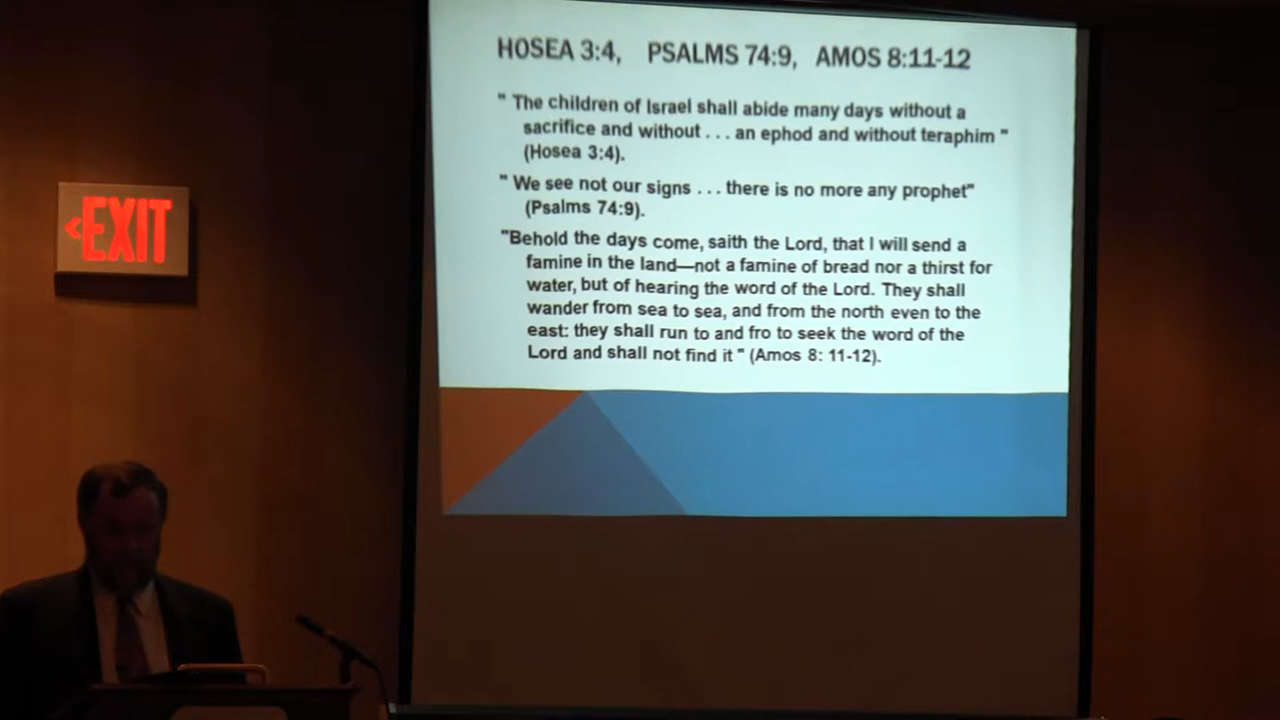 <EXIT
HOSEA 3:4, PSALMS 74:9, AMOS 8:11-12
" The children of Israel shall abide many days without a
sacrifice and without . . . an ephod and without teraphim "
(Hosea 3:4).
" We see not our signs . . . there is no more any prophet"
(Psalms 74:9).
"Behold the days come, saith the Lord, that I will send a
famine in the land—not a famine of bread nor a thirst for
water, but of hearing the word of the Lord. They shall
wander from sea to sea, and from the north even to the
east: they shall run to and fro to seek the word of the
Lord and shall not find it " (Amos 8: 11-12).